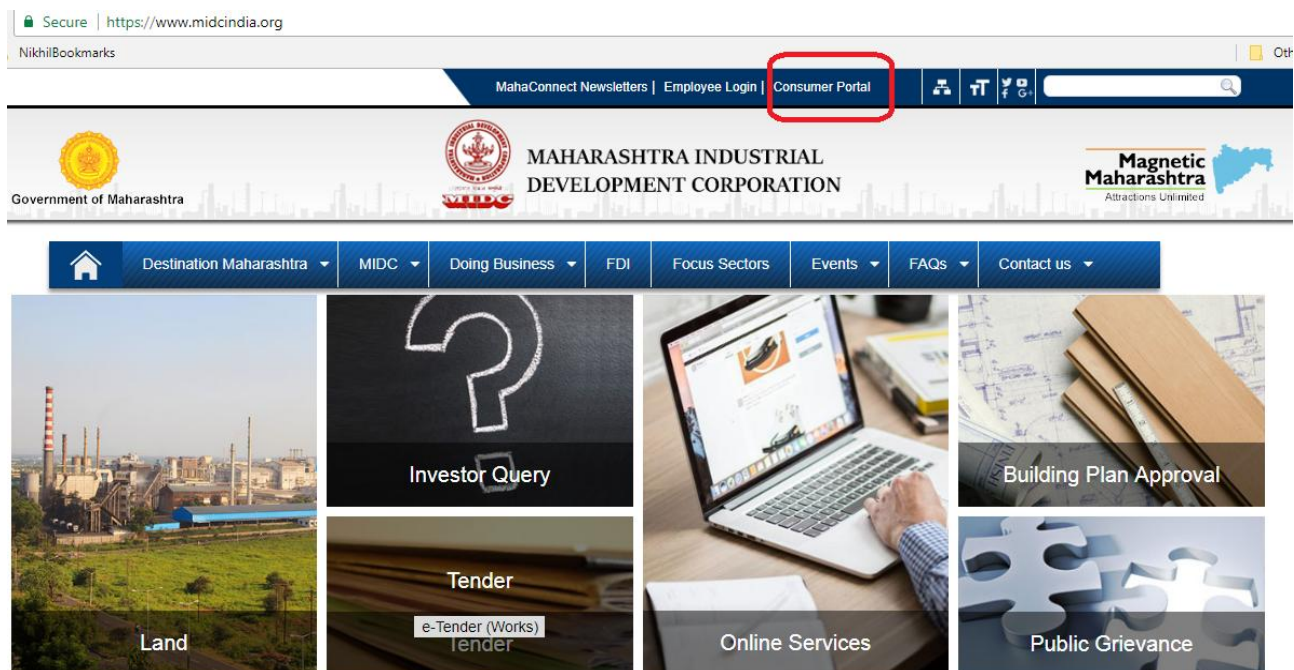 Secure | https://www.midcindia.org
NikhilBookmarks
Oth
MahaConnect Newsletters | Employee Login | Consumer Portal
MAHARASHTRA INDUSTRIAL
DEVELOPMENT CORPORATION
MIDC
Government of Maharashtra
Magnetic
Maharashtra
Attractions Unlimited
Destination Maharashtra MIDC Doing Business FDI Focus Sectors Events FAQs Contact us
Investor Query
Building Plan Approval
Tender
e-Tender (Works)
Tender
Land
Online Services
Public Grievance